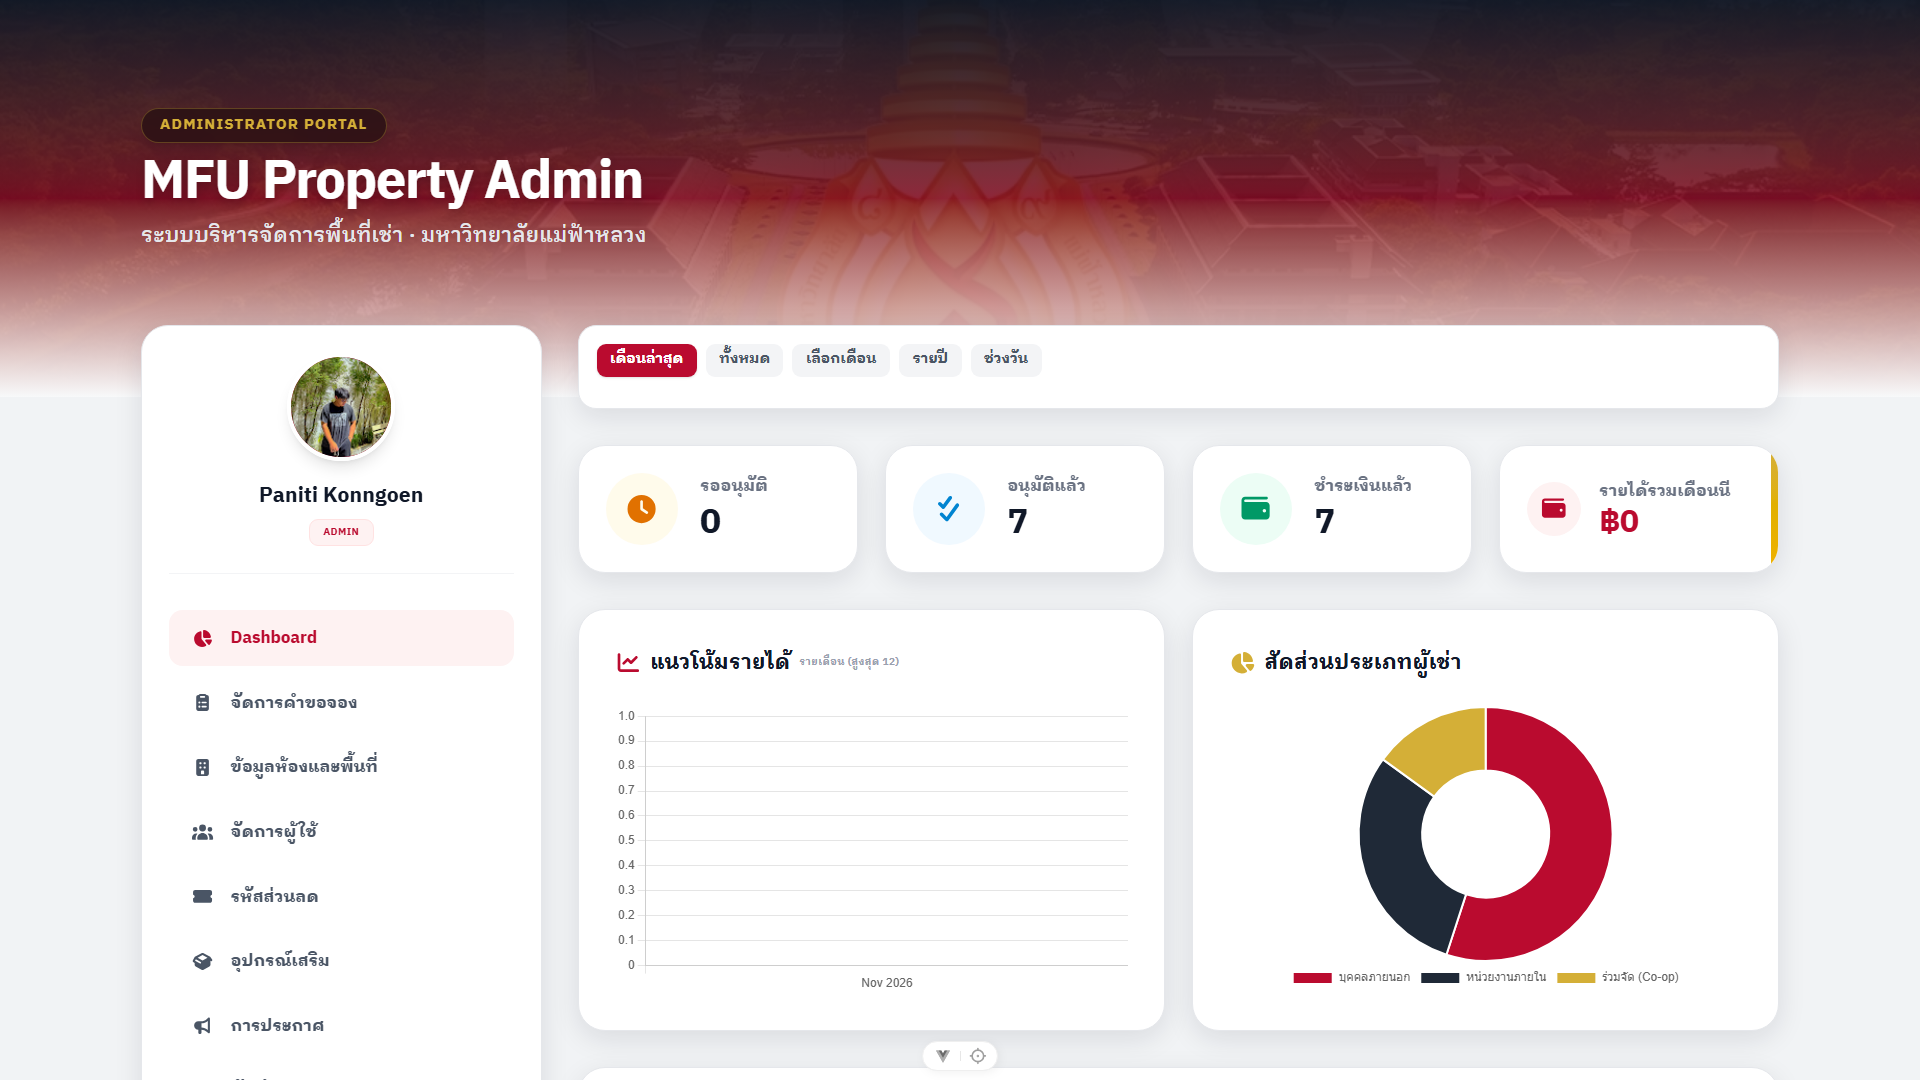 ADMINISTRATOR PORTAL
MFU Property Admin
ระบบบริหารจัดการพื้นที่เช่า · มหาวิทยาลัยแม่ฟ้าหลวง
Paniti Konngoen
ADMIN
Dashboard
จัดการคำขอจอง
ข้อมูลห้องและพื้นที่
จัดการผู้ใช้
รหัสส่วนลด
อุปกรณ์เสริม
การประกาศ
เดือนล่าสุด ทั้งหมด เลือกเดือน รายปี ช่วงวัน
รออนุมัติ
0
อนุมัติแล้ว
7
ชำระเงินแล้ว
7
รายได้รวมเดือนนี้
฿0
แนวโน้มรายได้ รายเดือน (สูงสุด 12)
1.0
0.9
0.8
0.7
0.6
0.5
0.4
0.3
0.2
0.1
0
Nov 2026
สัดส่วนประเภทผู้เช่า
บุคคลภายนอก หน่วยงานภายใน ร่วมจัด (Co-op)